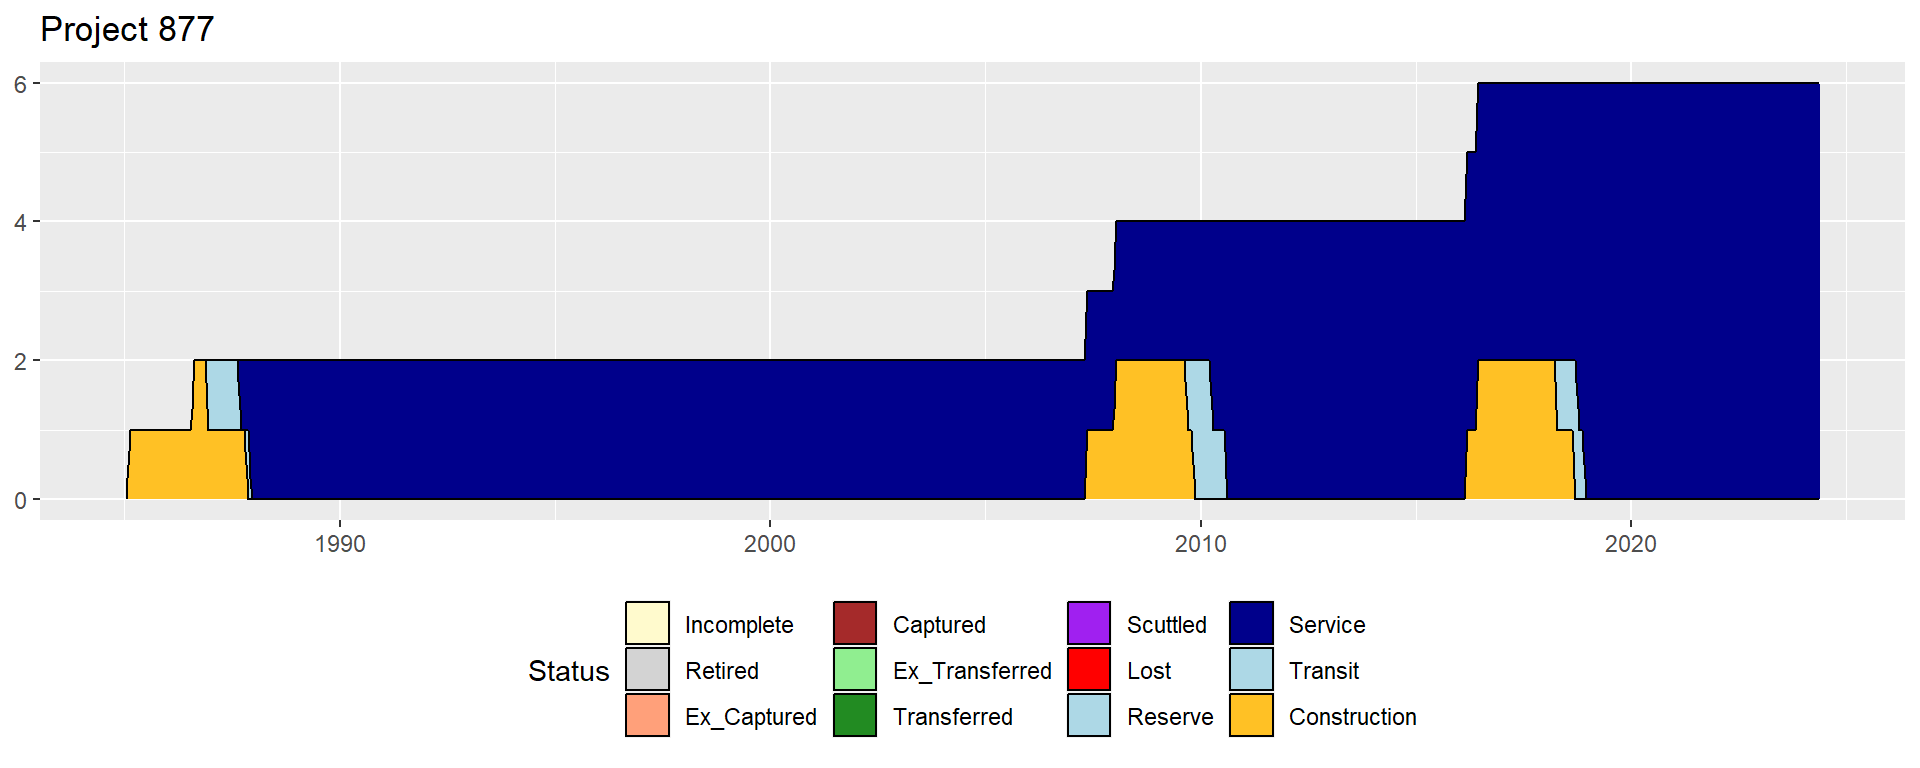 Project 877
6
4
2
0
1990 2000 2010 2020
Status
Incomplete Captured Scuttled Service
Retired Ex_Transferred Lost Transit
Ex_Captured Transferred Reserve Construction